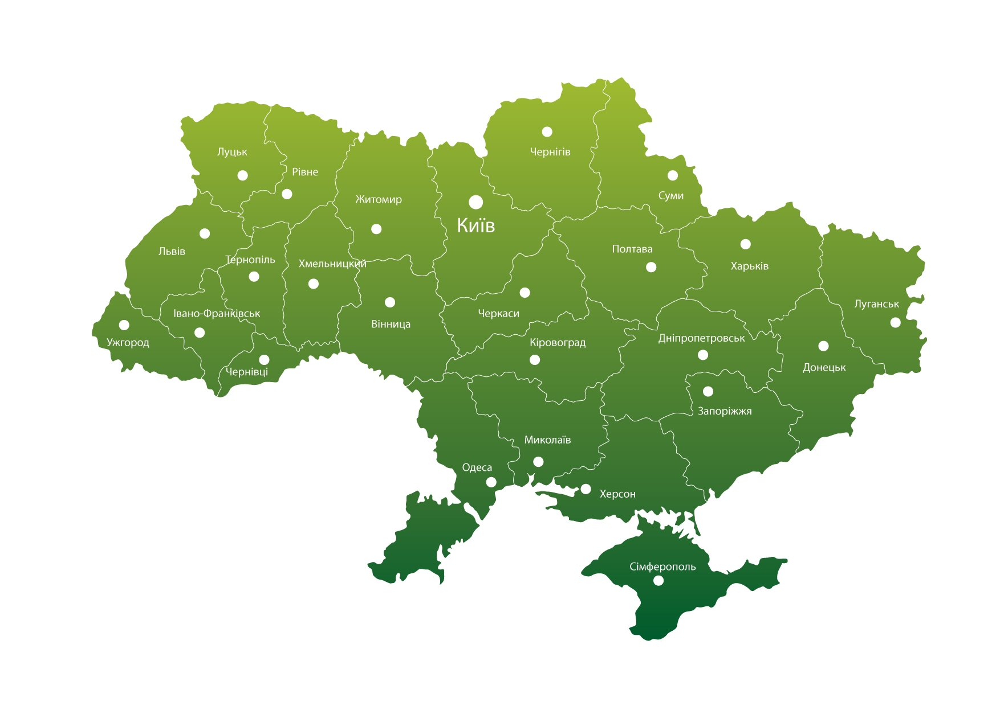 Луцьк
Чернігів
Рівне
Суми
Житомир
Київ
Полтава
Львів
Тернопіль
Хмельницкий
Харьків
Луганськ
Івано-Франківськ
Черкаси
Вінница
Дніпропетровськ
Ужгород
Кіровоград
Донецьк
Чернівці
Запоріжжя
Миколаїв
Одеса
Херсон
Сімферополь